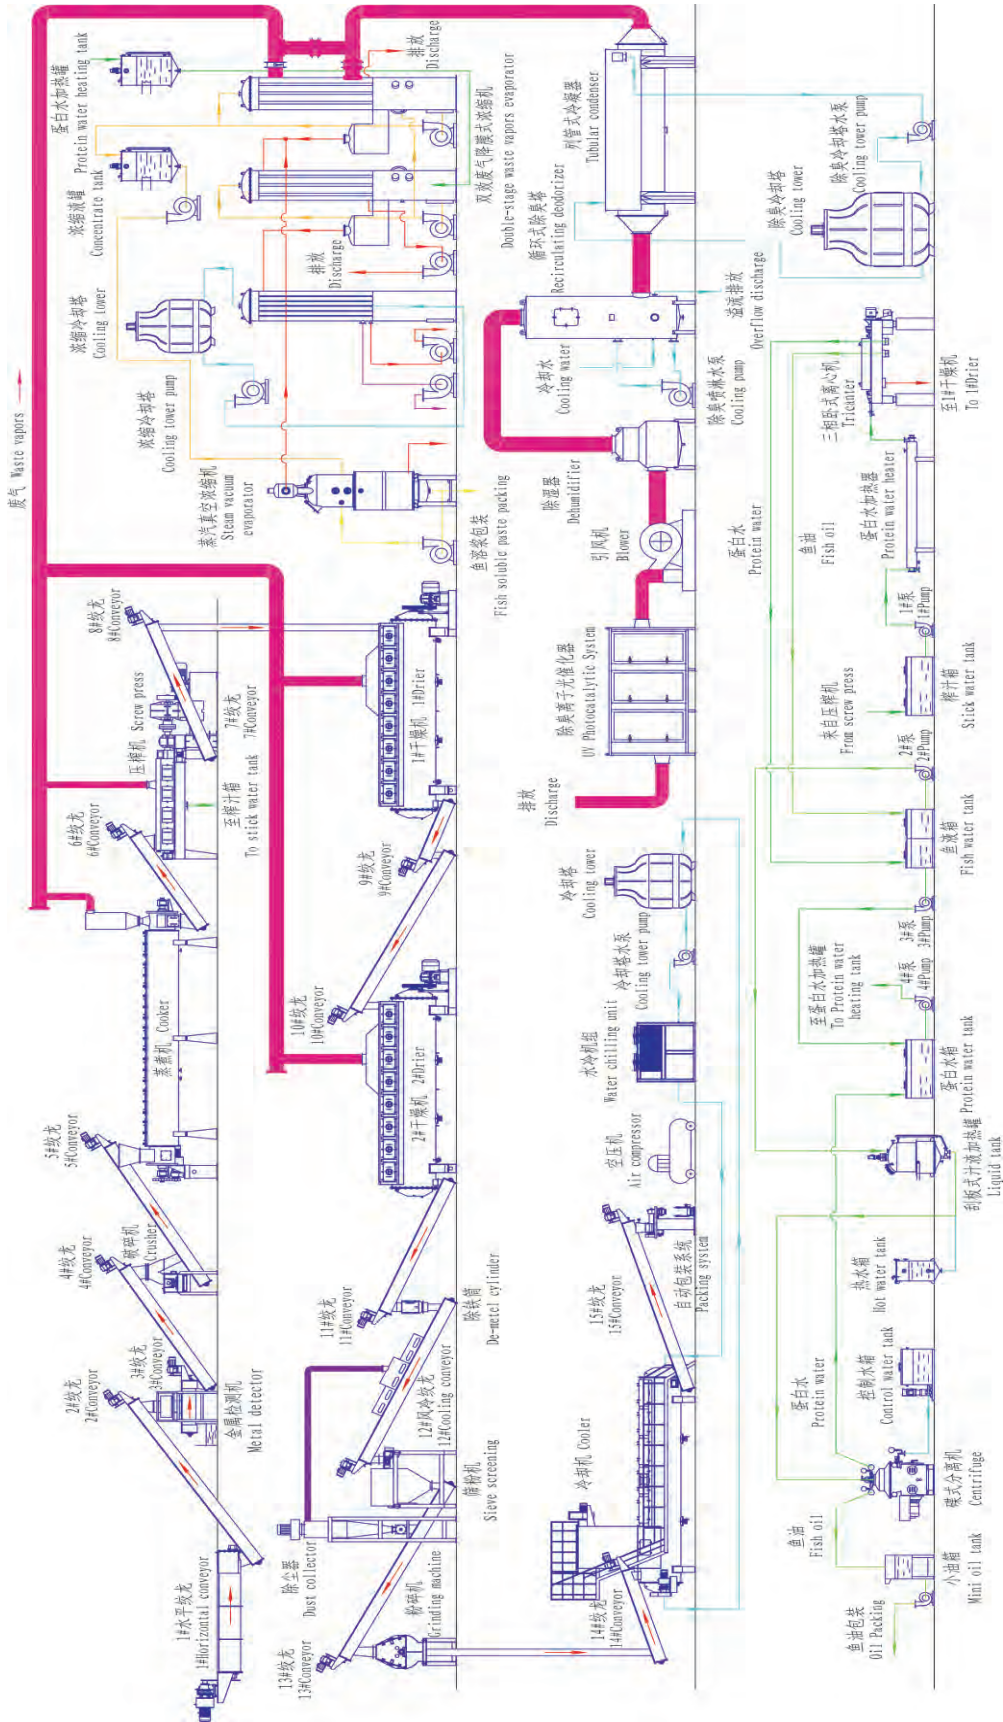 废气 Waste vapors
1#水平绞龙
1#Horizontal conveyor
2#绞龙
2#Conveyor
3#绞龙
3#Conveyor
金属检测机
Metal detector
4#绞龙
4#Conveyor
破碎机
Crusher
5#绞龙
5#Conveyor
蒸煮机 Cooker
6#绞龙
6#Conveyor
压榨机 Screw press
至榨汁箱
To stick water tank
7#绞龙
7#Conveyor
8#绞龙
8#Conveyor
浓缩冷却塔
Cooling tower pump
浓缩冷却塔
Cooling tower
浓缩液罐
Concentrate tank
蛋白水加热罐
Protein water heating tank
排放
Discharge
排放
Discharge
双效废气降膜式浓缩机
Double-stage waste vapors evaporator
蒸汽真空浓缩机
Steam vacuum
evaporator
鱼溶浆包装
Fish soluble paste packing
1#干燥机 1#Drier
9#绞龙
9#Conveyor
10#绞龙
10#Conveyor
2#干燥机 2#Drier
11#绞龙
11#Conveyor
除铁筒
De-metal cylinder
12#风冷绞龙
12#Cooling conveyor
筛粉机
Sieve screening
除尘器
Dust collector
粉碎机
Grinding machine
13#绞龙
13#Conveyor
14#绞龙
14#Conveyor
冷却机 Cooler
15#绞龙
15#Conveyor
自动包装系统
Packing system
空压机
Air compressor
水冷机组
Water chilling unit
冷却塔水泵
Cooling tower pump
冷却塔
Cooling tower
排放
Discharge
除臭离子光催化器
UV Photocatalytic System
引风机
Blower
除湿器
Dehumidifier
冷却水
Cooling water
除臭喷淋水泵
Cooling pump
循环式除臭塔
Recirculating deodorizer
溢流排放
Overflow discharge
列管式冷凝器
Tubular condenser
除臭冷却塔
Cooling tower
除臭冷却塔水泵
Cooling tower pump
鱼油包装
Oil Packing
小油箱
Mini oil tank
鱼油
Fish oil
碟式分离机
Centrifuge
蛋白水
Protein water
控制水箱
Control water tank
热水箱
Hot water tank
刮板式汁液加热罐
Liquid tank
蛋白水箱
Protein water tank
至蛋白水加热罐
To Protein water
heating tank
4#泵
4#Pump
3#泵
3#Pump
鱼液箱
Fish water tank
2#泵
2#Pump
来自压榨机
From screw press
榨汁箱
Stick water tank
1#泵
1#Pump
蛋白水
Protein water
鱼油
Fish oil
蛋白水加热器
Protein water heater
三相卧式离心机
Tricanter
至1#干燥机
To 1#Drier